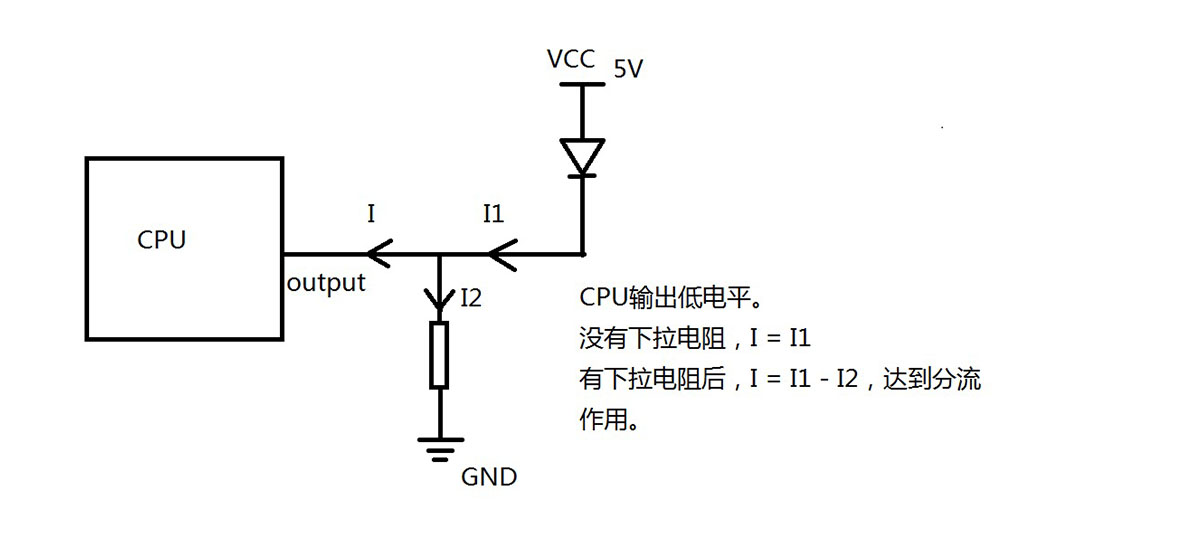 VCC 5V
CPU
I
I1
output
I2
CPU输出低电平。
没有下拉电阻，I = I1
有下拉电阻后，I = I1 - I2，达到分流
作用。
GND